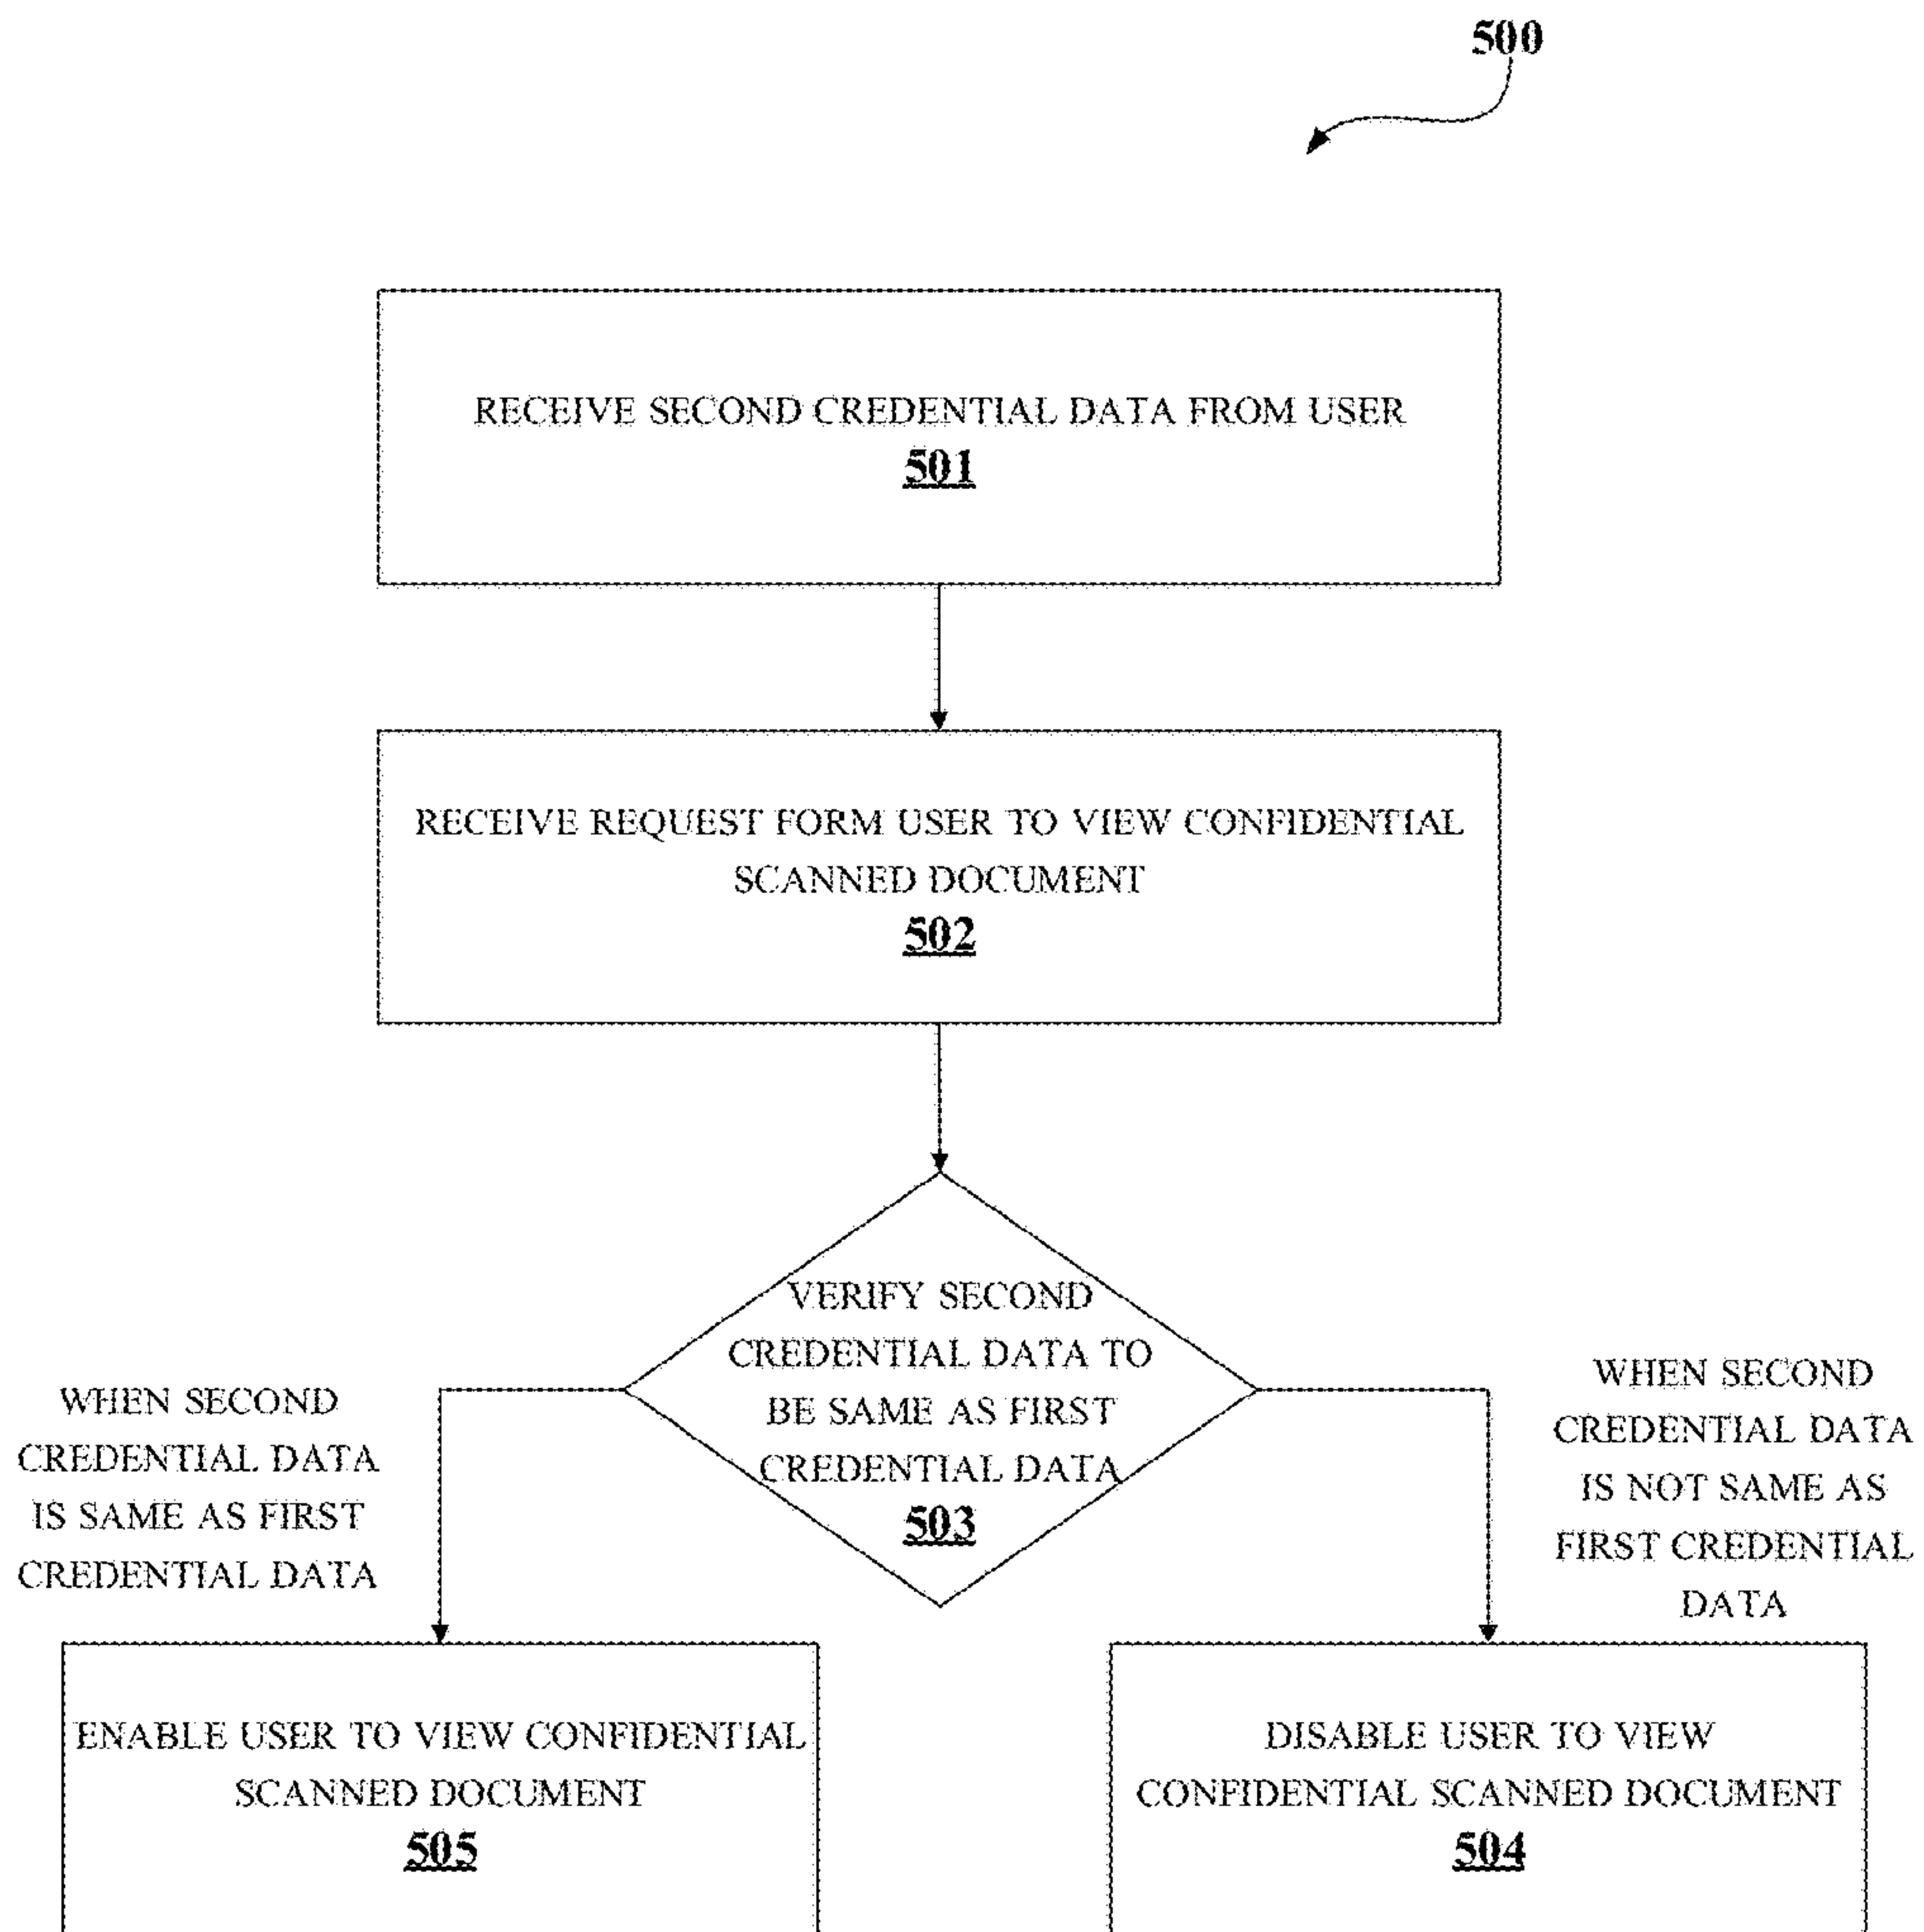 500
RECEIVE SECOND CREDENTIAL DATA FROM USER
501
RECEIVE REQUEST FORM USER TO VIEW CONFIDENTIAL
SCANNED DOCUMENT
502
VERIFY SECOND
CREDENTIAL DATA TO
BE SAME AS FIRST
CREDENTIAL DATA
503
WHEN SECOND
CREDENTIAL DATA
IS SAME AS FIRST
CREDENTIAL DATA
WHEN SECOND
CREDENTIAL DATA
IS NOT SAME AS
FIRST CREDENTIAL
DATA
ENABLE USER TO VIEW CONFIDENTIAL
SCANNED DOCUMENT
505
DISABLE USER TO VIEW
CONFIDENTIAL SCANNED DOCUMENT
504